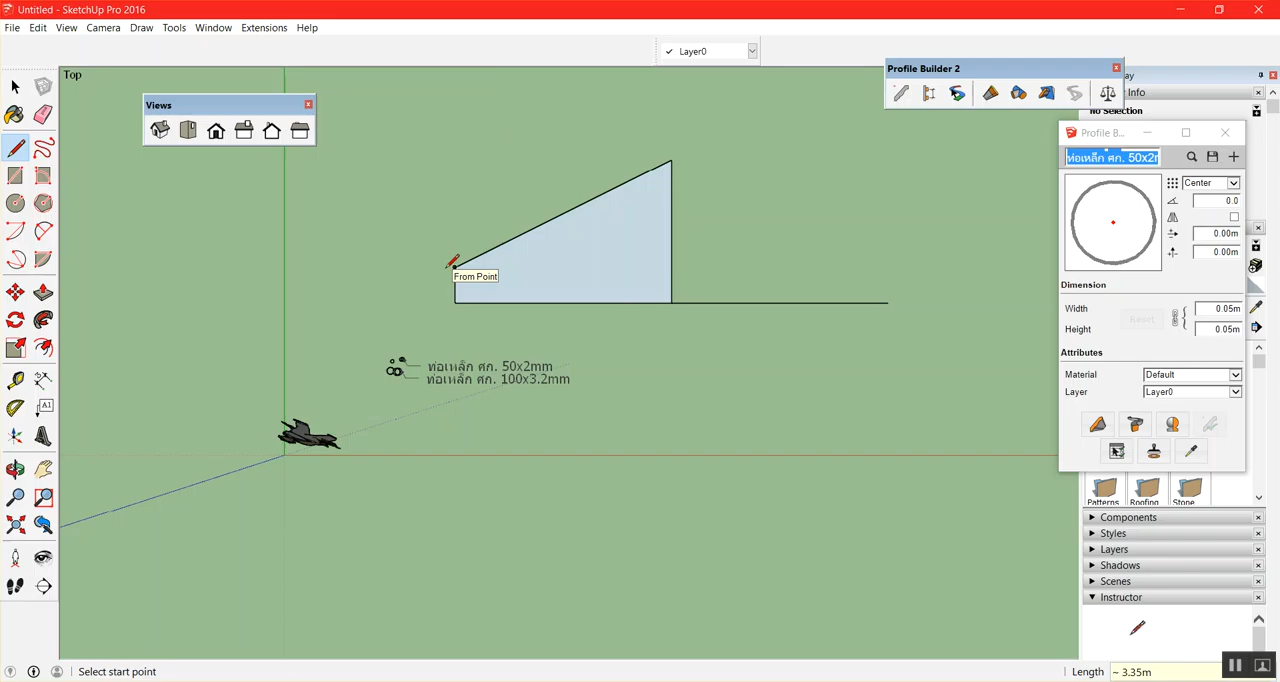 Untitled - SketchUp Pro 2016
File Edit View Camera Draw Tools Window Extensions Help
Layer0
Top
Views
Profile Builder 2
ay
Info
No Selection
Profile B...
ท่อเหล็ก ศก. 50x2r
Center
0.0
0.00m
0.00m
Dimension
Width 0.05m
Reset
Height 0.05m
Attributes
Material Default
Layer Layer0
From Point
ท่อเหล็ก ศก. 50x2mm
ท่อเหล็ก ศก. 100x3.2mm
A1
Patterns Roofing Stone
Components
Styles
Layers
Shadows
Scenes
Instructor
Select start point
Length ~ 3.35m